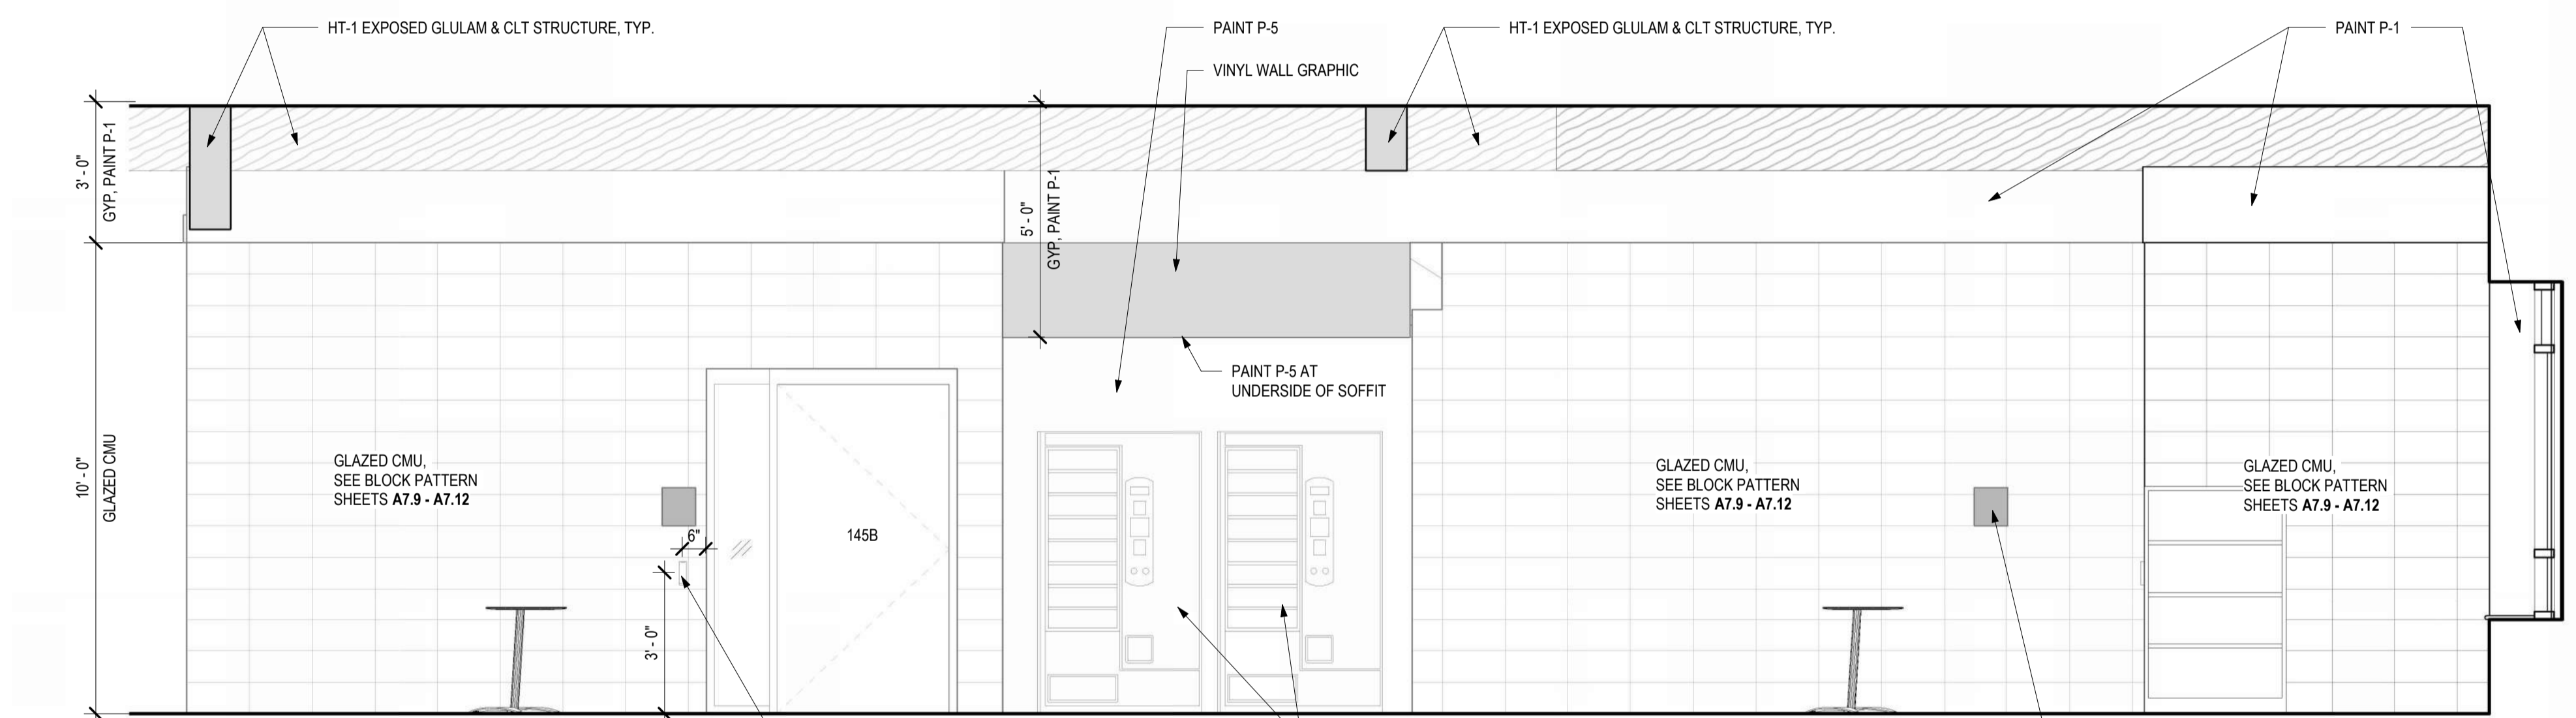 HT-1 EXPOSED GLULAM & CLT STRUCTURE, TYP.
PAINT P-5
HT-1 EXPOSED GLULAM & CLT STRUCTURE, TYP.
PAINT P-1
VINYL WALL GRAPHIC
3' - 0"
GYP, PAINT P-1
5' - 0"
GYP, PAINT P-1
PAINT P-5 AT
UNDERSIDE OF SOFFIT
10' - 0"
GLAZED CMU
GLAZED CMU,
SEE BLOCK PATTERN
SHEETS A7.9 - A7.12
6"
145B
3' - 0"
GLAZED CMU,
SEE BLOCK PATTERN
SHEETS A7.9 - A7.12
GLAZED CMU,
SEE BLOCK PATTERN
SHEETS A7.9 - A7.12